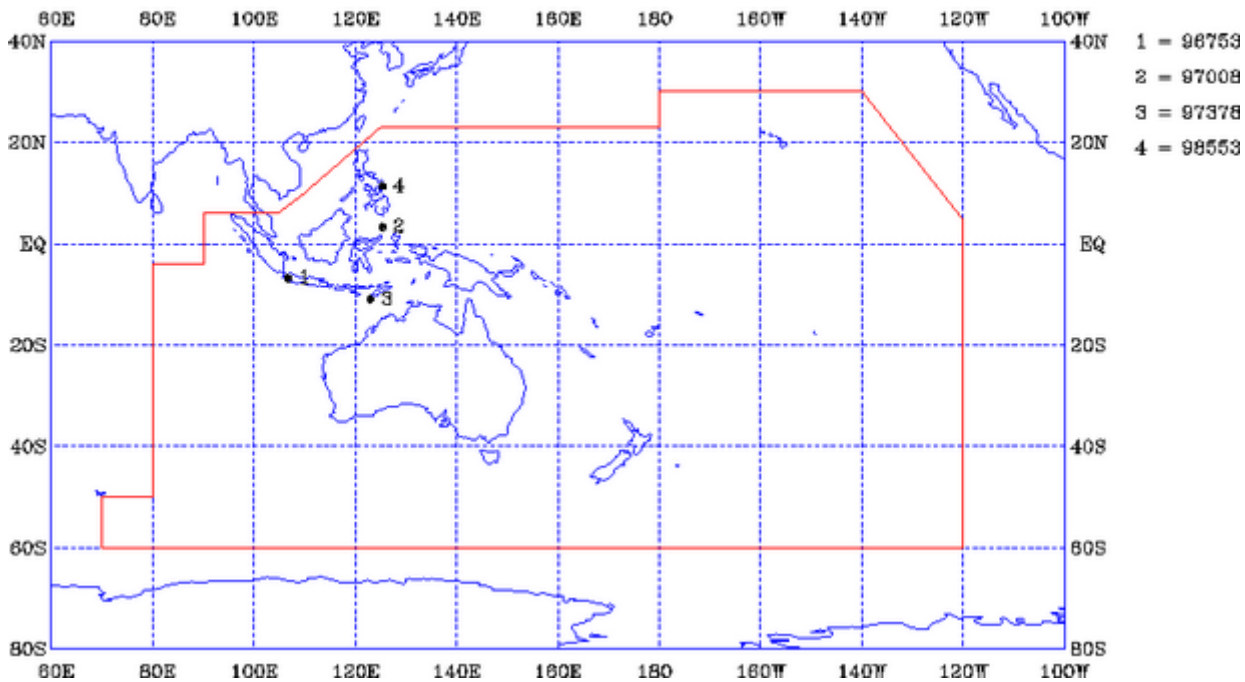 60E 80E 100E 120E 140E 160E 180 160W 140W 120W 100W
40N 40N 1 = 96753
2 = 97008
3 = 97378
20N 20N 4 = 98553
4
2
EQ EQ
1
3
20S 20S
40S 40S
60S 60S
80S 80S
60E 80E 100E 120E 140E 160E 180 160W 140W 120W 100W